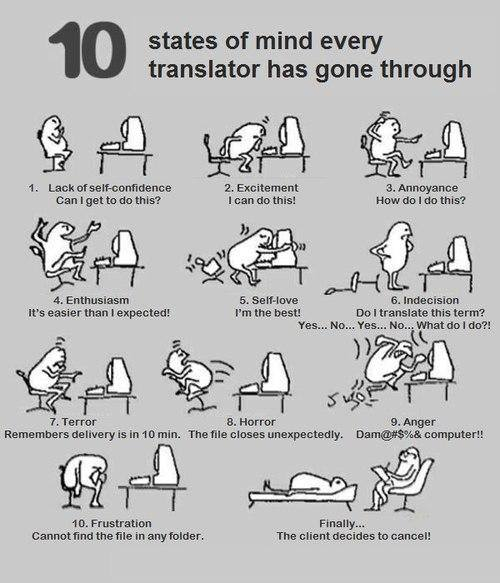 10 states of mind every
translator has gone through
1. Lack of self-confidence
Can I get to do this?
2. Excitement
I can do this!
3. Annoyance
How do I do this?
4. Enthusiasm
It's easier than I expected!
5. Self-love
I'm the best!
6. Indecision
Do I translate this term?
Yes... No... Yes... No... What do I do?!
7. Terror
Remembers delivery is in 10 min.
8. Horror
The file closes unexpectedly.
9. Anger
Dam@#$%& computer!!
10. Frustration
Cannot find the file in any folder.
Finally...
The client decides to cancel!